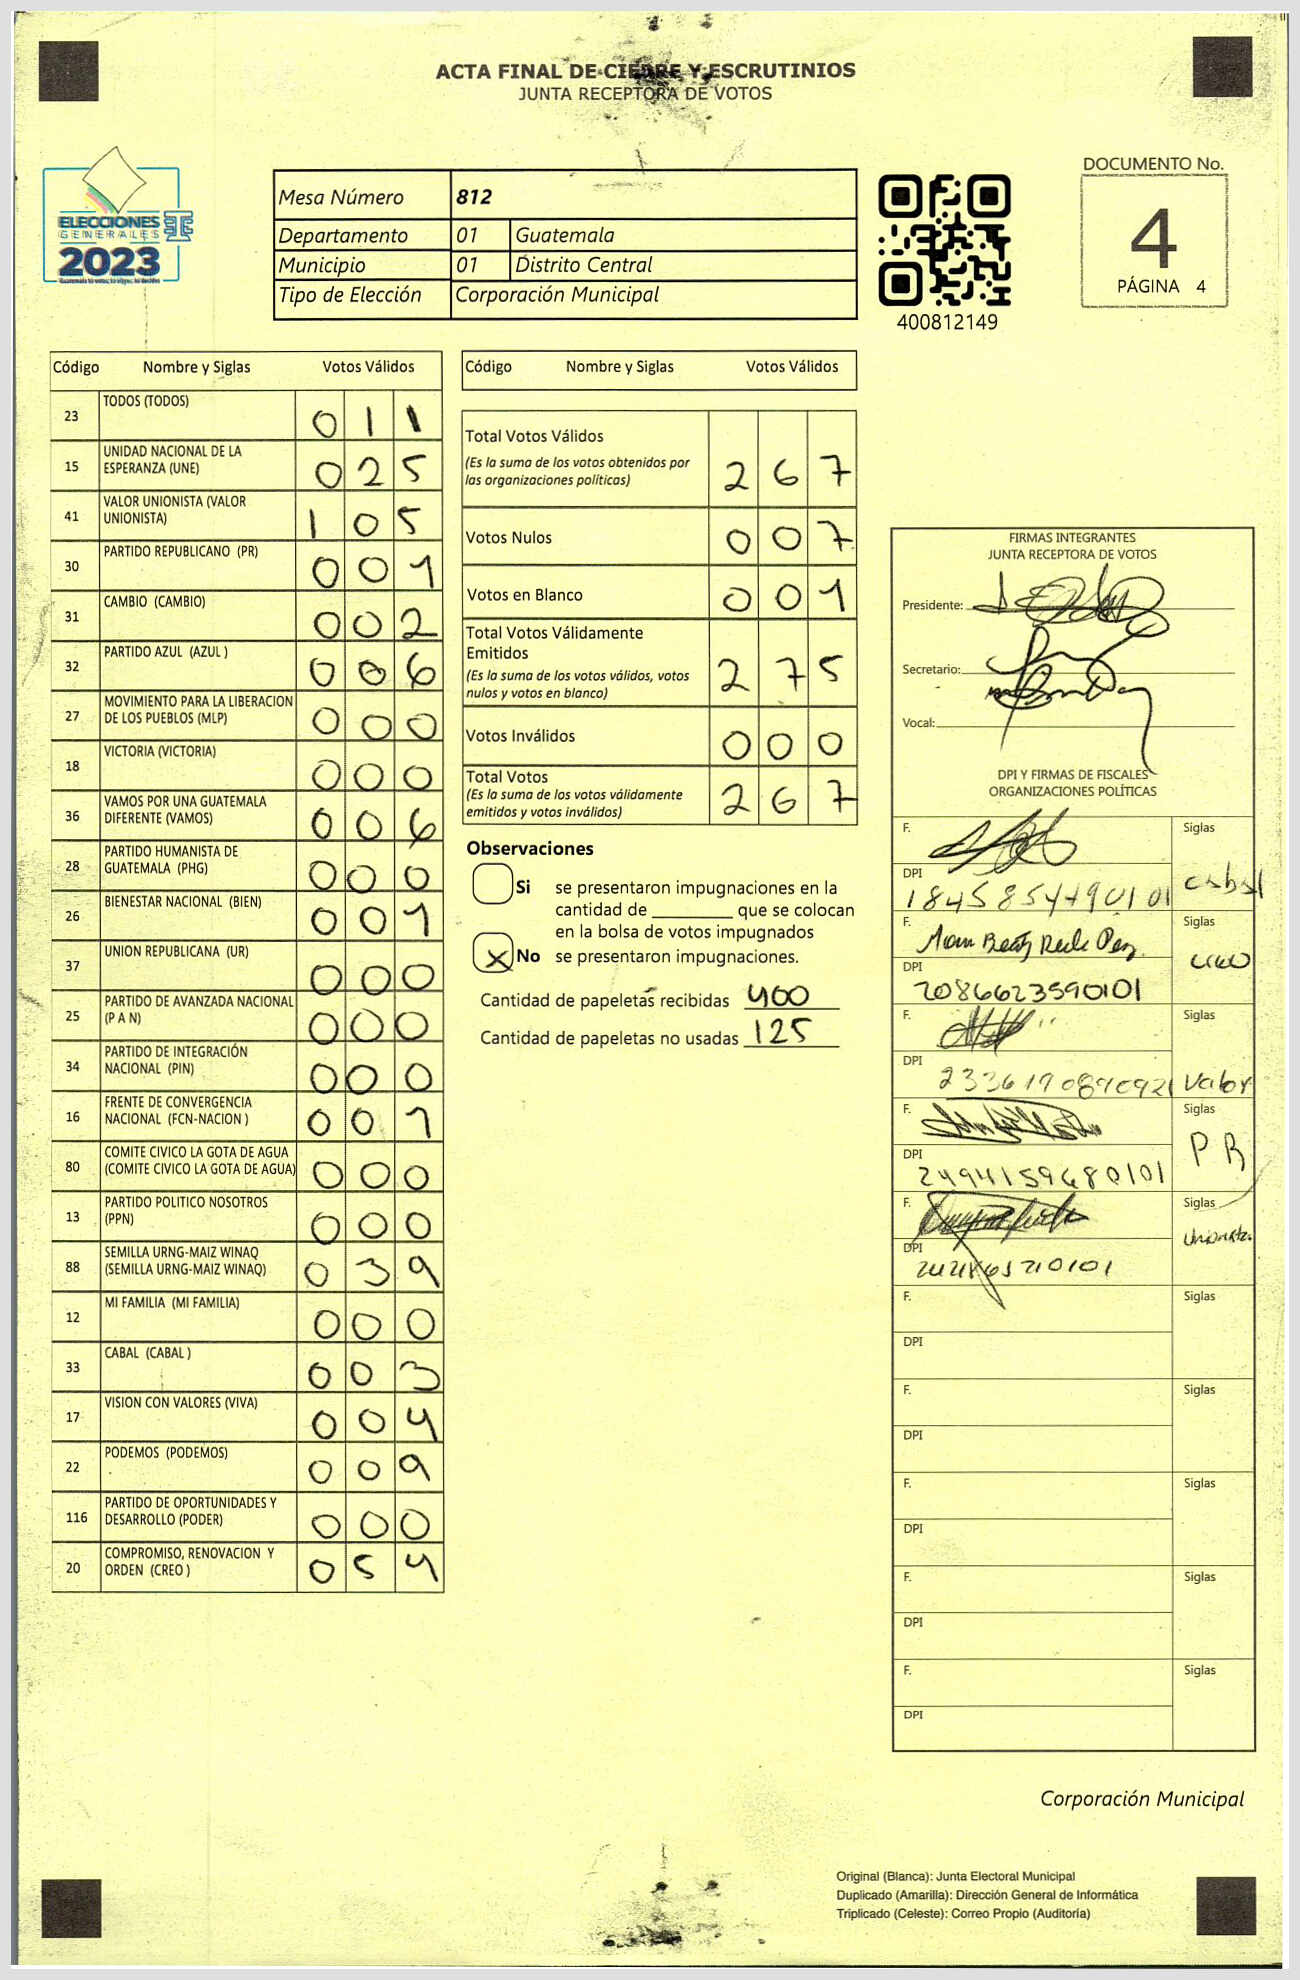 ACTA FINAL DE CIERRE Y ESCRUTINIOS
JUNTA RECEPTORA DE VOTOS
ELECCIONES
GENERALES
2023
Mesa Número 812
Departamento 01 Guatemala
Municipio 01 Distrito Central
Tipo de Elección Corporación Municipal
400812149
DOCUMENTO No.
4
PÁGINA 4
Código Nombre y Siglas Votos Válidos
23 TODOS (TODOS) 0 1 1
15 UNIDAD NACIONAL DE LA ESPERANZA (UNE) 0 2 5
41 VALOR UNIONISTA (VALOR UNIONISTA) 1 0 5
30 PARTIDO REPUBLICANO (PR) 0 0 1
31 CAMBIO (CAMBIO) 0 0 2
32 PARTIDO AZUL (AZUL ) 0 0 6
27 MOVIMIENTO PARA LA LIBERACION DE LOS PUEBLOS (MLP) 0 0 0
18 VICTORIA (VICTORIA) 0 0 0
36 VAMOS POR UNA GUATEMALA DIFERENTE (VAMOS) 0 0 6
28 PARTIDO HUMANISTA DE GUATEMALA (PHG) 0 0 0
26 BIENESTAR NACIONAL (BIEN) 0 0 1
37 UNION REPUBLICANA (UR) 0 0 0
25 PARTIDO DE AVANZADA NACIONAL (P A N) 0 0 0
34 PARTIDO DE INTEGRACIÓN NACIONAL (PIN) 0 0 0
16 FRENTE DE CONVERGENCIA NACIONAL (FCN-NACION ) 0 0 1
80 COMITE CIVICO LA GOTA DE AGUA (COMITE CIVICO LA GOTA DE AGUA) 0 0 0
13 PARTIDO POLITICO NOSOTROS (PPN) 0 0 0
88 SEMILLA URNG-MAIZ WINAQ (SEMILLA URNG-MAIZ WINAQ) 0 3 9
12 MI FAMILIA (MI FAMILIA) 0 0 0
33 CABAL (CABAL ) 0 0 3
17 VISION CON VALORES (VIVA) 0 0 4
22 PODEMOS (PODEMOS) 0 0 9
116 PARTIDO DE OPORTUNIDADES Y DESARROLLO (PODER) 0 0 0
20 COMPROMISO, RENOVACION Y ORDEN (CREO ) 0 5 4
Código Nombre y Siglas Votos Válidos
Total Votos Válidos 2 6 7
(Es la suma de los votos obtenidos por
las organizaciones políticas)
Votos Nulos 0 0 7
Votos en Blanco 0 0 1
Total Votos Válidamente
Emitidos 2 7 5
(Es la suma de los votos válidos, votos
nulos y votos en blanco)
Votos Inválidos 0 0 0
Total Votos 2 6 7
(Es la suma de los votos válidamente
emitidos y votos inválidos)
Observaciones
Si se presentaron impugnaciones en la
cantidad de ________ que se colocan
en la bolsa de votos impugnados
X No se presentaron impugnaciones.
Cantidad de papeletas recibidas 400
Cantidad de papeletas no usadas 125
FIRMAS INTEGRANTES
JUNTA RECEPTORA DE VOTOS
Presidente:
Secretario:
Vocal:
DPI Y FIRMAS DE FISCALES
ORGANIZACIONES POLÍTICAS
F. Siglas
DPI cabal
F. Siglas
DPI 2086623590101
F. Siglas
DPI Valor
F. Siglas
DPI 2494159680101 PR
F. Siglas
DPI Unionista
F. Siglas
DPI
F. Siglas
DPI
F. Siglas
DPI
F. Siglas
DPI
F. Siglas
DPI
Corporación Municipal
Original (Blanca): Junta Electoral Municipal
Duplicado (Amarilla): Dirección General de Informática
Triplicado (Celeste): Correo Propio (Auditoría)